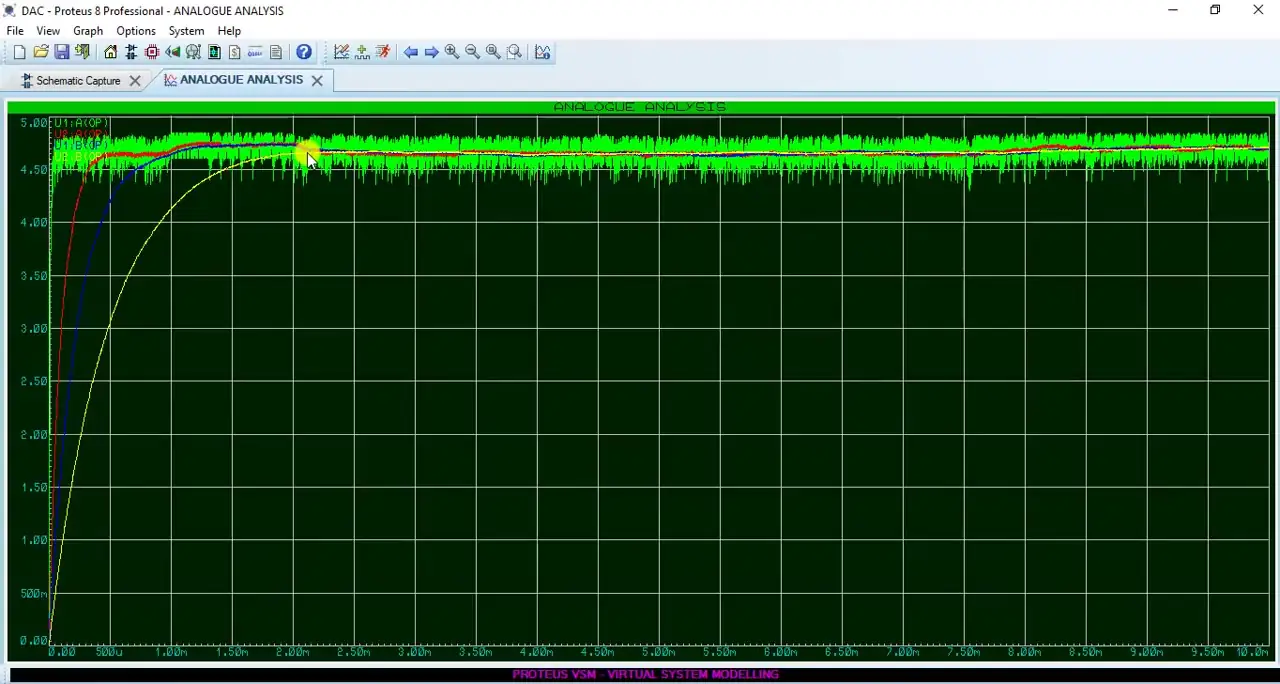 DAC - Proteus 8 Professional - ANALOGUE ANALYSIS
File View Graph Options System Help
Schematic Capture ANALOGUE ANALYSIS
ANALOGUE ANALYSIS
5.00
U1:A(OP)
U2:A(OP)
U1:B(OP)
U2:B(OP)
4.50
4.00
3.50
3.00
2.50
2.00
1.50
1.00
500m
0.00
0.00 500u 1.00m 1.50m 2.00m 2.50m 3.00m 3.50m 4.00m 4.50m 5.00m 5.50m 6.00m 6.50m 7.00m 7.50m 8.00m 8.50m 9.00m 9.50m 10.0m
PROTEUS VSM - VIRTUAL SYSTEM MODELLING